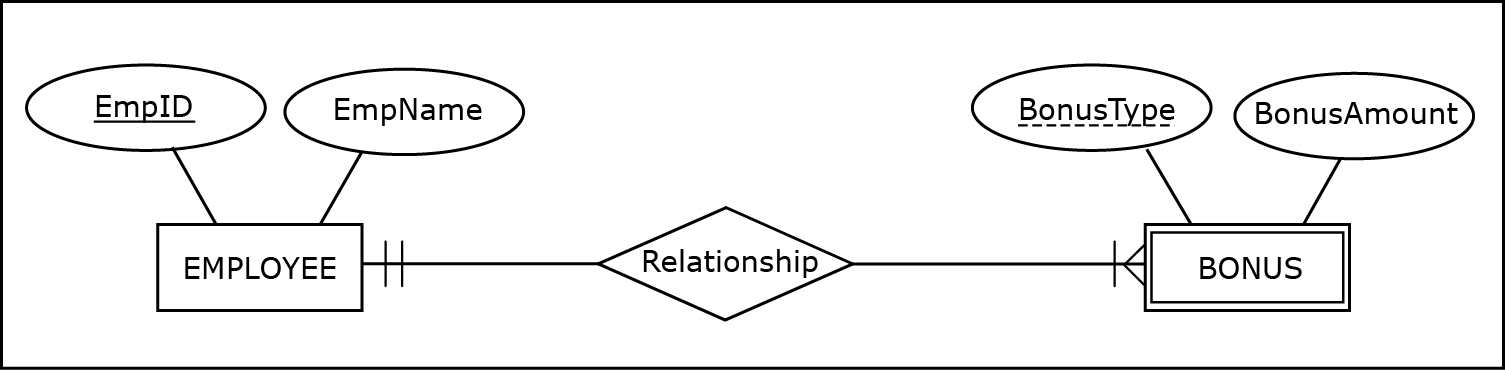 EmpID
EmpName
BonusType
BonusAmount
EMPLOYEE
Relationship
BONUS